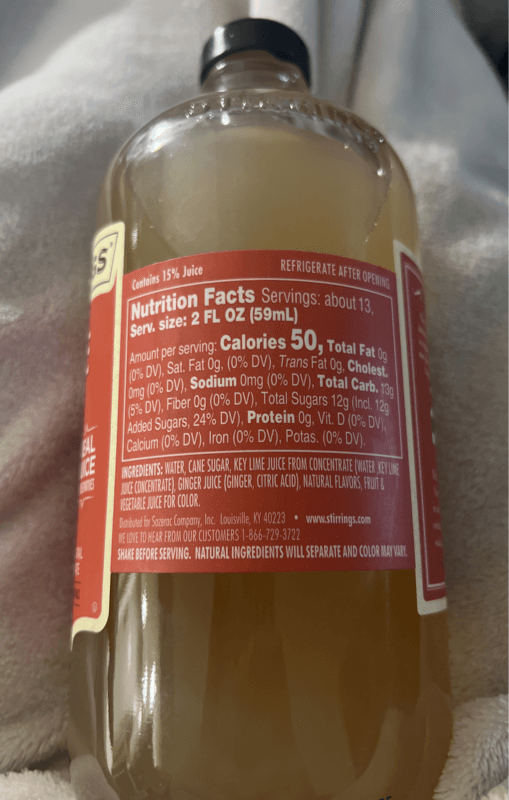 Contains 15% Juice
REFRIGERATE AFTER OPENING
Nutrition Facts Servings: about 13,
Serv. size: 2 FL OZ (59mL)
Amount per serving: Calories 50, Total Fat 0g
(0% DV), Sat. Fat 0g, (0% DV), Trans Fat 0g, Cholest.
0mg (0% DV), Sodium 0mg (0% DV), Total Carb. 13g
(5% DV), Fiber 0g (0% DV), Total Sugars 12g (Incl. 12g
Added Sugars, 24% DV), Protein 0g, Vit. D (0% DV),
Calcium (0% DV), Iron (0% DV), Potas. (0% DV).
INGREDIENTS: WATER, CANE SUGAR, KEY LIME JUICE FROM CONCENTRATE (WATER, KEY LIME
JUICE CONCENTRATE), GINGER JUICE (GINGER, CITRIC ACID), NATURAL FLAVORS, FRUIT &
VEGETABLE JUICE FOR COLOR.
Distributed for Sazerac Company, Inc. Louisville, KY 40223 • www.stirrings.com
WE LOVE TO HEAR FROM OUR CUSTOMERS 1-866-729-3722
SHAKE BEFORE SERVING. NATURAL INGREDIENTS WILL SEPARATE AND COLOR MAY VARY.